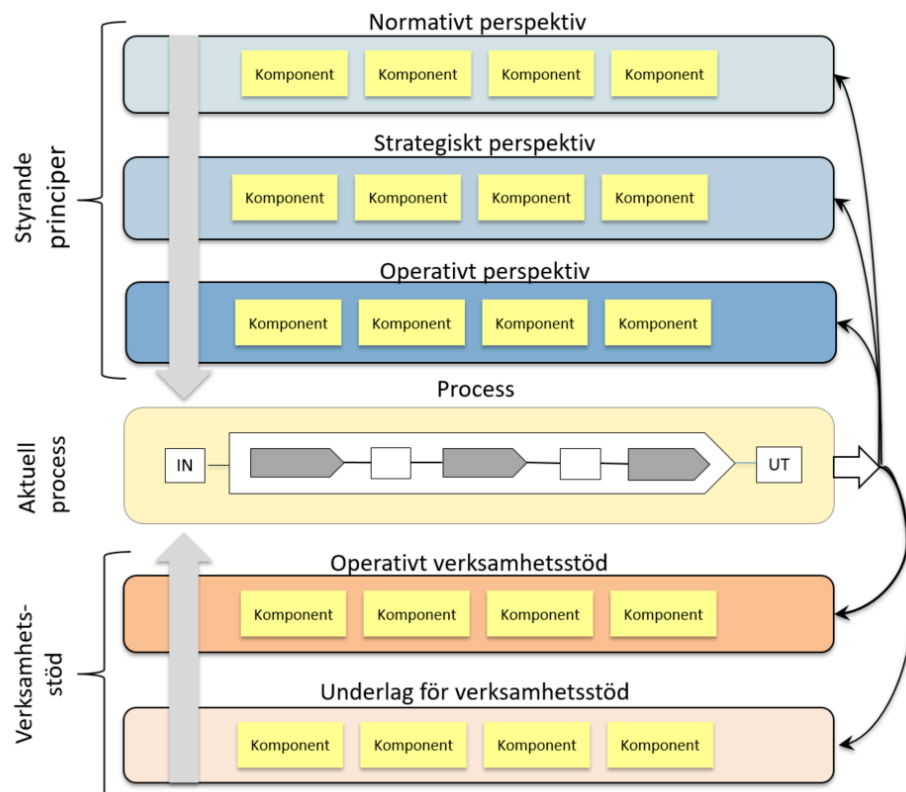 Normativt perspektiv
Komponent Komponent Komponent Komponent
Styrande
principer
Strategiskt perspektiv
Komponent Komponent Komponent Komponent
Operativt perspektiv
Komponent Komponent Komponent Komponent
Aktuell
process
Process
IN
UT
Verksamhets-
stöd
Operativt verksamhetsstöd
Komponent Komponent Komponent Komponent
Underlag för verksamhetsstöd
Komponent Komponent Komponent Komponent